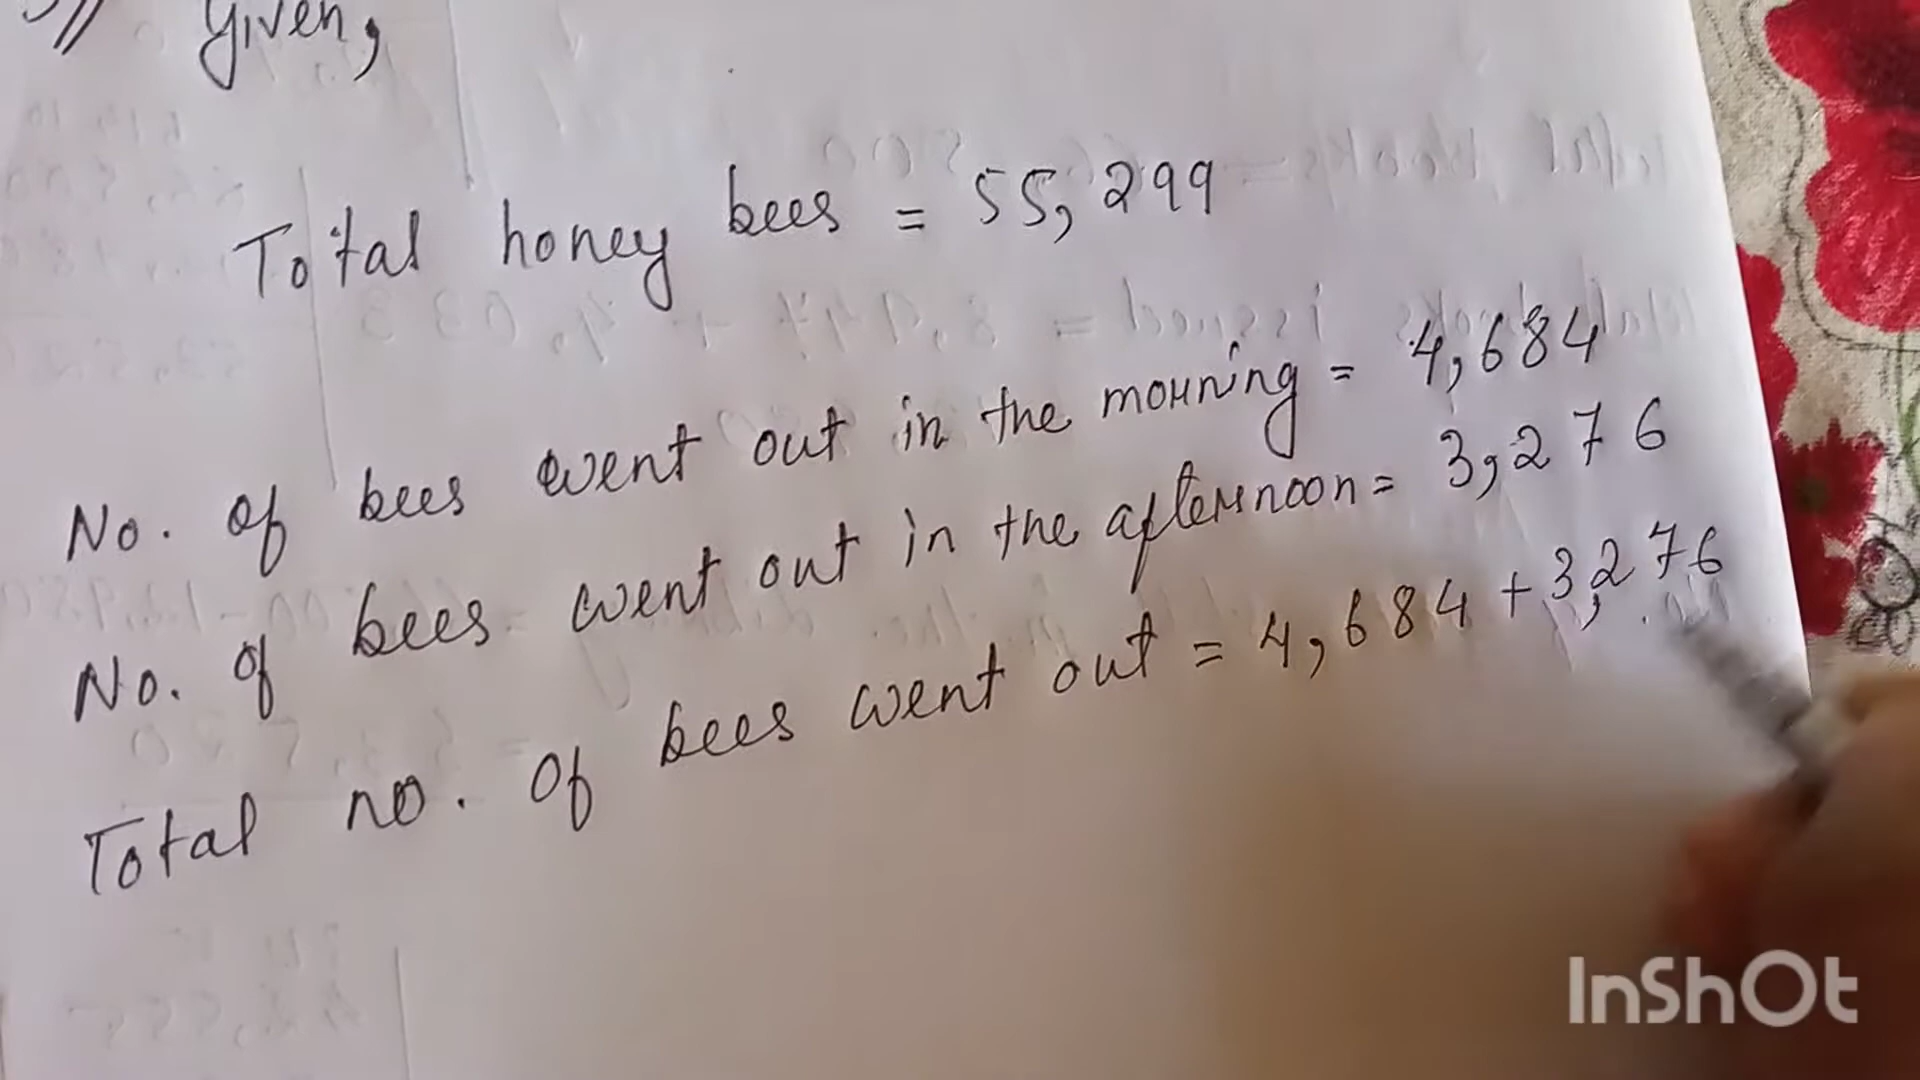 Given,
Total honey bees = 55,299
No. of bees went out in the morning = 4,684
No. of bees went out in the afternoon = 3,276
Total no. of bees went out = 4,684 + 3,276
InShOt